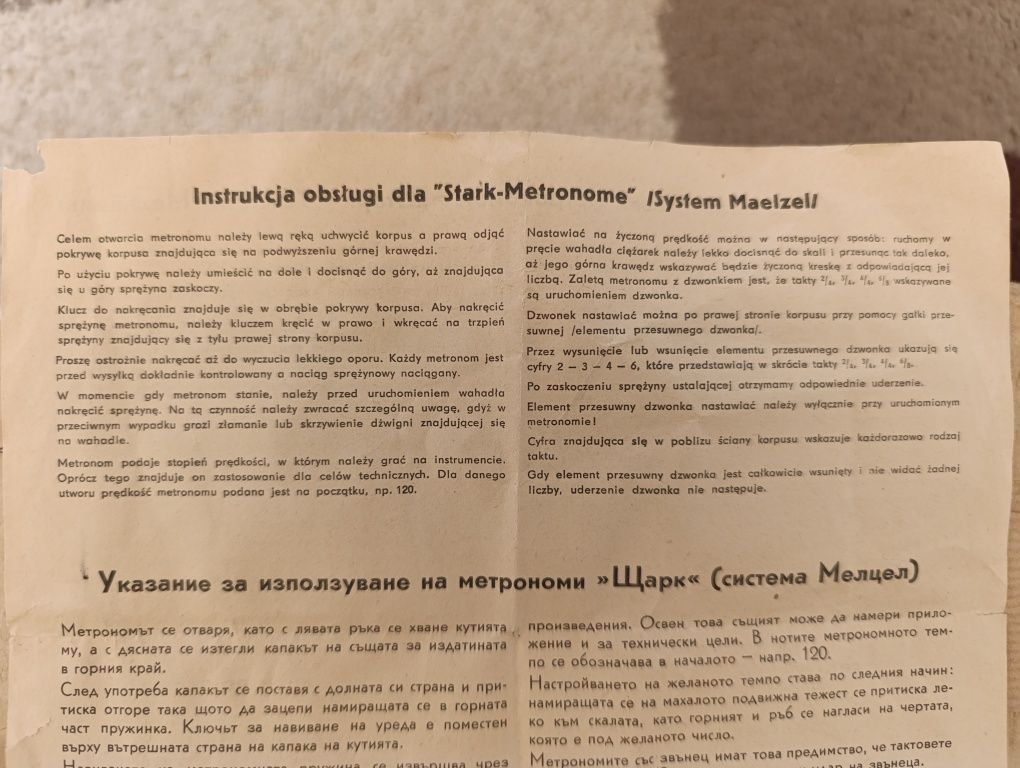 Instrukcja obsługi dla "Stark-Metronome" /System Maelzel/
Celem otwarcia metronomu należy lewą ręką uchwycić korpus a prawą odjąć
pokrywę korpusa znajdująca się na podwyższeniu górnej krawędzi.
Po użyciu pokrywę należy umieścić na dole i docisnąć do góry, aż znajdująca
się u góry sprężyna zaskoczy.
Klucz do nakręcania znajduje się w obrębie pokrywy korpusa. Aby nakręcić
sprężynę metronomu, należy kluczem kręcić w prawo i wkręcać na trzpień
sprężyny znajdujący się z tyłu prawej strony korpusu.
Proszę ostrożnie nakręcać aż do wyczucia lekkiego oporu. Każdy metronom jest
przed wysyłką dokładnie kontrolowany a naciąg sprężynowy naciągany.
W momencie gdy metronom stanie, należy przed uruchomieniem wahadła
nakręcić sprężynę. Na tą czynność należy zwracać szczególną uwagę, gdyż w
przeciwnym wypadku grozi złamanie lub skrzywienie dźwigni znajdującej się
na wahadle.
Metronom podaje stopień prędkości, w którym należy grać na instrumencie.
Oprócz tego znajduje on zastosowanie dla celów technicznych. Dla danego
utworu prędkość metronomu podana jest na początku, np. 120.
Nastawiać na życzoną prędkość można w następujący sposób: ruchomy w
pręcie wahadła ciężarek należy lekko docisnąć do skali i przesunąć tak daleko,
aż jego górna krawędz wskazywać będzie życzoną kreskę z odpowiadającą jej
liczbą. Zaletą metronomu z dzwonkiem jest, że takty 2/4, 3/4, 4/4, 6/8 wskazywane
są uruchomieniem dzwonka.
Dzwonek nastawiać można po prawej stronie korpusu przy pomocy gałki prze-
suwnej /elementu przesuwnego dzwonka/.
Przez wysunięcie lub wsunięcie elementu przesuwnego dzwonka ukazują się
cyfry 2 – 3 – 4 – 6, które przedstawiają w skrócie takty 2/4, 3/4, 4/4, 6/8.
Po zaskoczeniu sprężyny ustalającej otrzymamy odpowiednie uderzenie.
Element przesuwny dzwonka nastawiać należy wyłącznie przy uruchomionym
metronomie!
Cyfra znajdująca się w pobliżu ściany korpusu wskazuje każdorazowo rodzaj
taktu.
Gdy element przesuwny dzwonka jest całkowicie wsunięty i nie widać żadnej
liczby, uderzenie dzwonka nie następuje.
Указание за използуване на метрономи »Щарк« (система Мелцел)
Метрономът се отваря, като с лявата ръка се хване кутията
му, а с дясната се изтегли капакът на същата за издатината
в горния край.
След употреба капакът се поставя с долната си страна и при-
тиска отгоре така щото да зацепи намиращата се в горната
част пружинка. Ключът за навиване на уреда е поместен
върху вътрешната страна на капака на кутията.
Навиването на метрономната пружина се извършва чрез
произведения. Освен това същият може да намери прило-
жение и за технически цели. В нотите метрономното тем-
по се обозначава в началото — напр. 120.
Настройването на желаното темпо става по следния начин:
намиращата се на махалото подвижна тежест се притиска ле-
ко към скалата, като горният и ръб се нагласи на чертата,
която е под желаното число.
Метрономите със звънец имат това предимство, че тактовете
на звънеца.